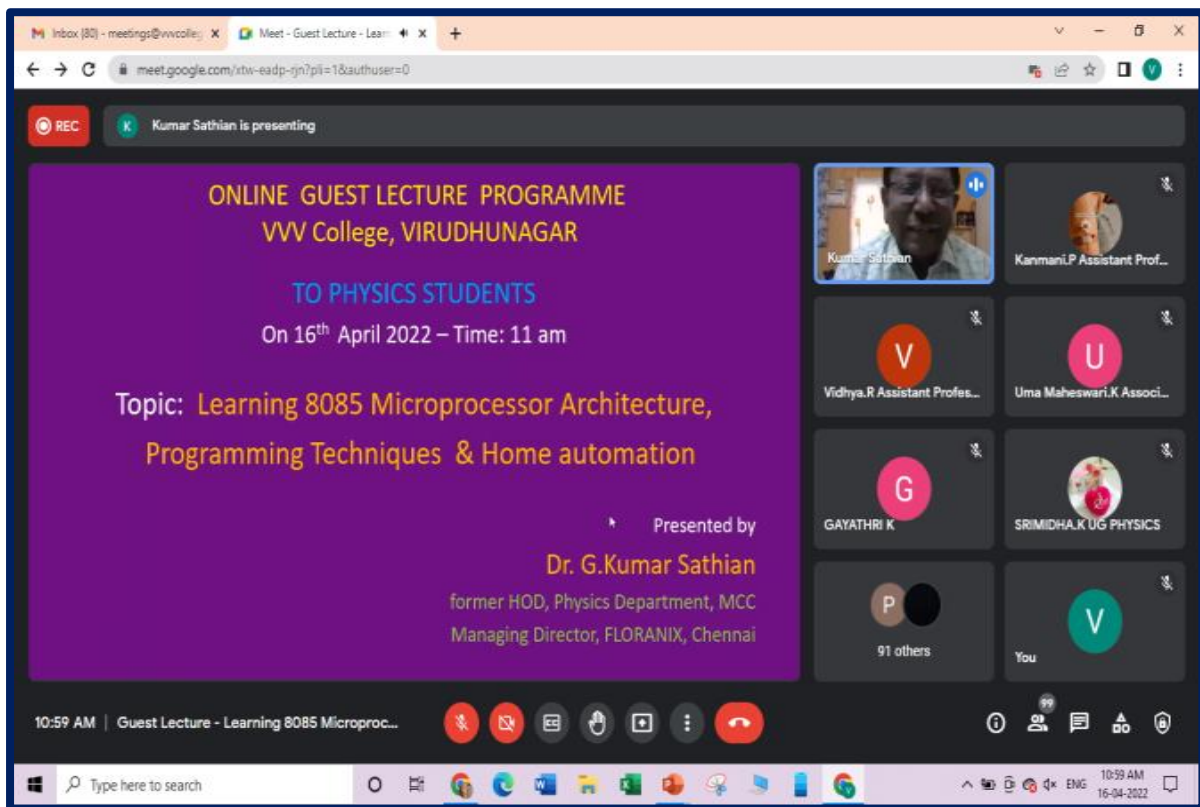 Inbox (80) - meetings@vvvcolleg
Meet - Guest Lecture - Learn
meet.google.com/xtw-eadp-rjn?pli=1&authuser=0
V
REC
K Kumar Sathian is presenting
ONLINE GUEST LECTURE PROGRAMME
VVV College, VIRUDHUNAGAR
TO PHYSICS STUDENTS
On 16th April 2022 – Time: 11 am
Topic: Learning 8085 Microprocessor Architecture,
Programming Techniques & Home automation
Presented by
Dr. G.Kumar Sathian
former HOD, Physics Department, MCC
Managing Director, FLORANIX, Chennai
Kumar Sathian
Kanmani.P Assistant Prof...
V
Vidhya.R Assistant Profes...
U
Uma Maheswari.K Associ...
G
GAYATHRI K
SRIMIDHA.K UG PHYSICS
P
91 others
V
You
10:59 AM | Guest Lecture - Learning 8085 Microproc...
99
Type here to search
ENG
10:59 AM
16-04-2022